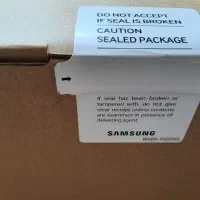 DO NOT ACCEPT
IF SEAL IS BROKEN
CAUTION
SEALED PACKAGE
If seal has been broken or
tampered with, do not give
clear receipt unless contents
are examined in presence of
delivering agent.
SAMSUNG